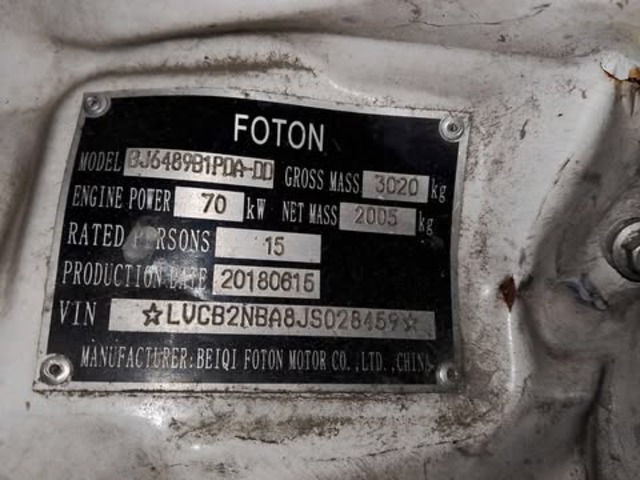 FOTON
MODEL BJ6489B1PDA-DD GROSS MASS 3020 kg
ENGINE POWER 70 kW NET MASS 2005 kg
RATED PERSONS 15
PRODUCTION DATE 20180615
VIN ☆LVCB2NBA8JS028459☆
MANUFACTURER:BEIQI FOTON MOTOR CO.,LTD.,CHINA